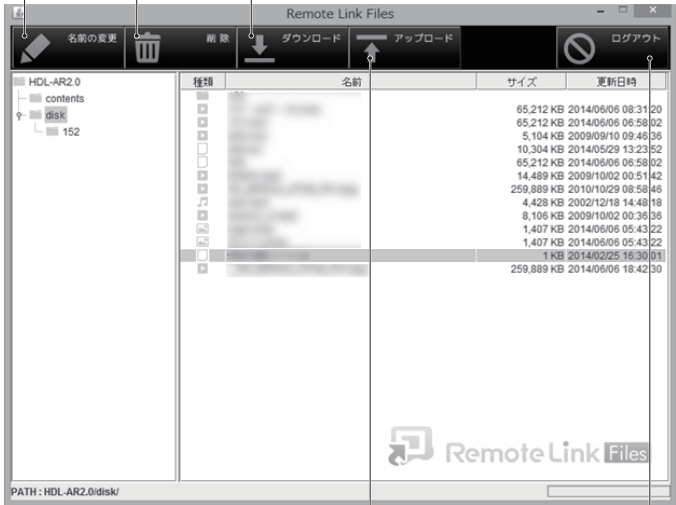 Remote Link Files
名前の変更
削 除
ダウンロード
アップロード
ログアウト
HDL-AR2.0
contents
disk
152
種類 名前 サイズ 更新日時
65,212 KB 2014/06/06 08:31:20
65,212 KB 2014/06/06 06:58:02
5,104 KB 2009/09/10 09:46:36
10,304 KB 2014/05/29 13:23:52
65,212 KB 2014/06/06 06:58:02
14,489 KB 2009/10/02 00:51:42
259,889 KB 2010/10/29 08:58:46
4,428 KB 2002/12/18 14:48:18
8,106 KB 2009/10/02 00:36:36
1,407 KB 2014/06/06 05:43:22
1,407 KB 2014/06/06 05:43:22
1 KB 2014/02/25 16:30:01
259,889 KB 2014/06/06 18:42:30
Remote Link Files
PATH : HDL-AR2.0/disk/